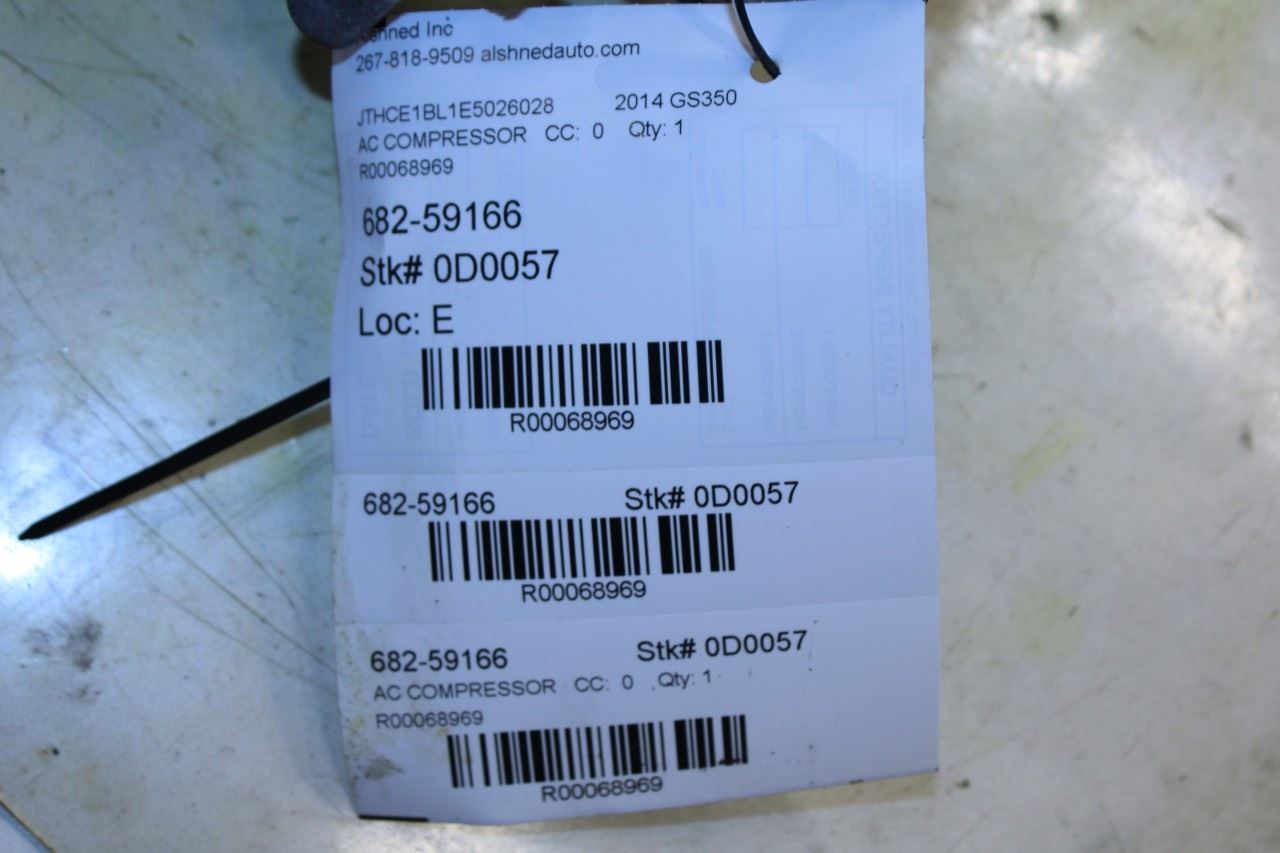 Inc
267-818-9509 alshnedauto.com
JTHCE1BL1E5026028 2014 GS350
AC COMPRESSOR CC: 0 Qty: 1
R00068969
682-59166
Stk# 0D0057
Loc: E
R00068969
682-59166 Stk# 0D0057
R00068969
682-59166 Stk# 0D0057
AC COMPRESSOR CC: 0 Qty: 1
R00068969
R00068969